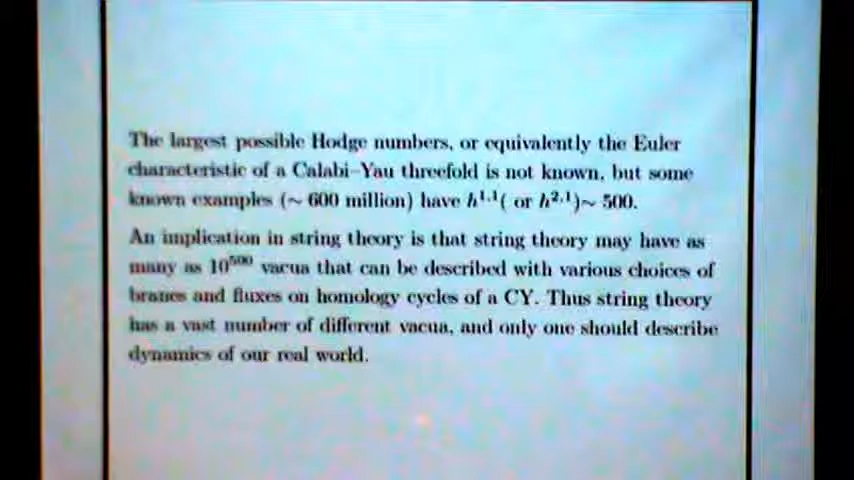 The largest possible Hodge numbers, or equivalently the Euler
characteristic of a Calabi–Yau threefold is not known, but some
known examples (∼ 600 million) have h¹·¹( or h²·¹)∼ 500.
An implication in string theory is that string theory may have as
many as 10⁵⁰⁰ vacua that can be described with various choices of
branes and fluxes on homology cycles of a CY. Thus string theory
has a vast number of different vacua, and only one should describe
dynamics of our real world.